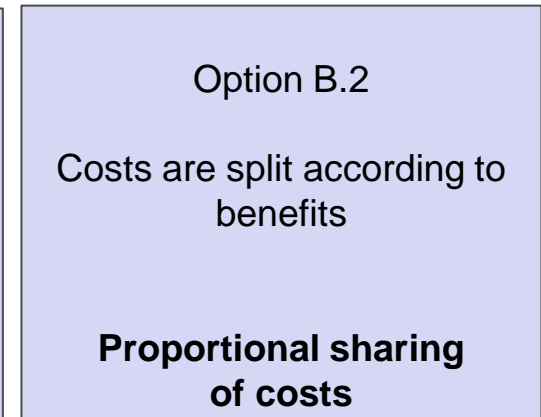 Option B.2
Costs are split according to
benefits
Proportional sharing
of costs